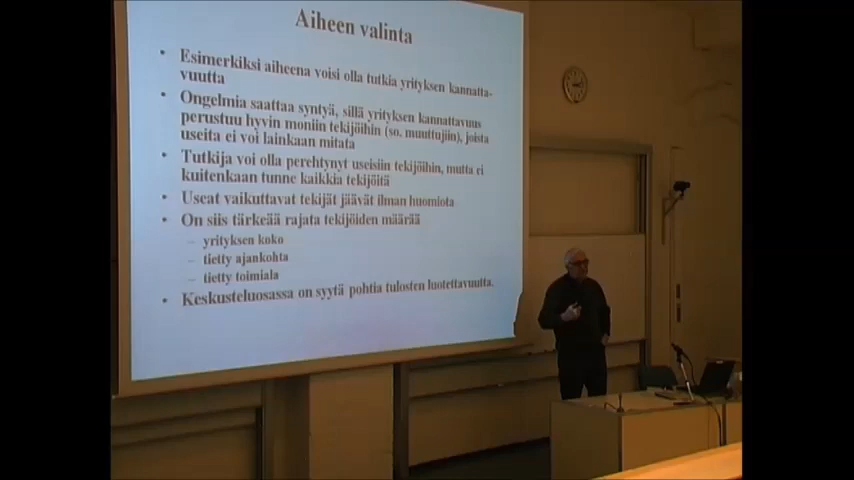 Aiheen valinta
• Esimerkiksi aiheena voisi olla tutkia yrityksen kannatta-
vuutta
• Ongelmia saattaa syntyä, sillä yrityksen kannattavuus
perustuu hyvin moniin tekijöihin (so. muuttujiin), joista
useita ei voi lainkaan mitata
• Tutkija voi olla perehtynyt useisiin tekijöihin, mutta ei
kuitenkaan tunne kaikkia tekijöitä
• Useat vaikuttavat tekijät jäävät ilman huomiota
• On siis tärkeää rajata tekijöiden määrää
– yrityksen koko
– tietty ajankohta
– tietty toimiala
• Keskusteluosassa on syytä pohtia tulosten luotettavuutta.